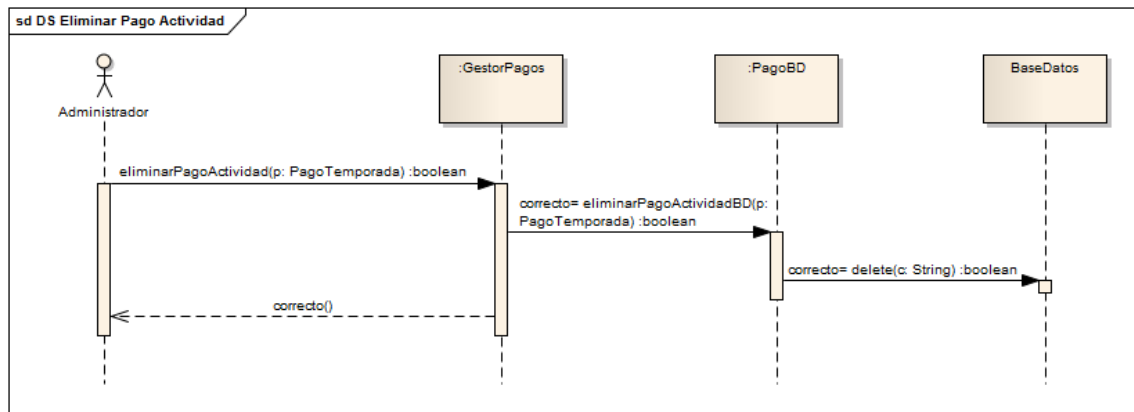 sd DS Eliminar Pago Actividad
Administrador
:GestorPagos
:PagoBD
BaseDatos
eliminarPagoActividad(p: PagoTemporada) :boolean
correcto= eliminarPagoActividadBD(p:
PagoTemporada) :boolean
correcto= delete(c: String) :boolean
correcto()